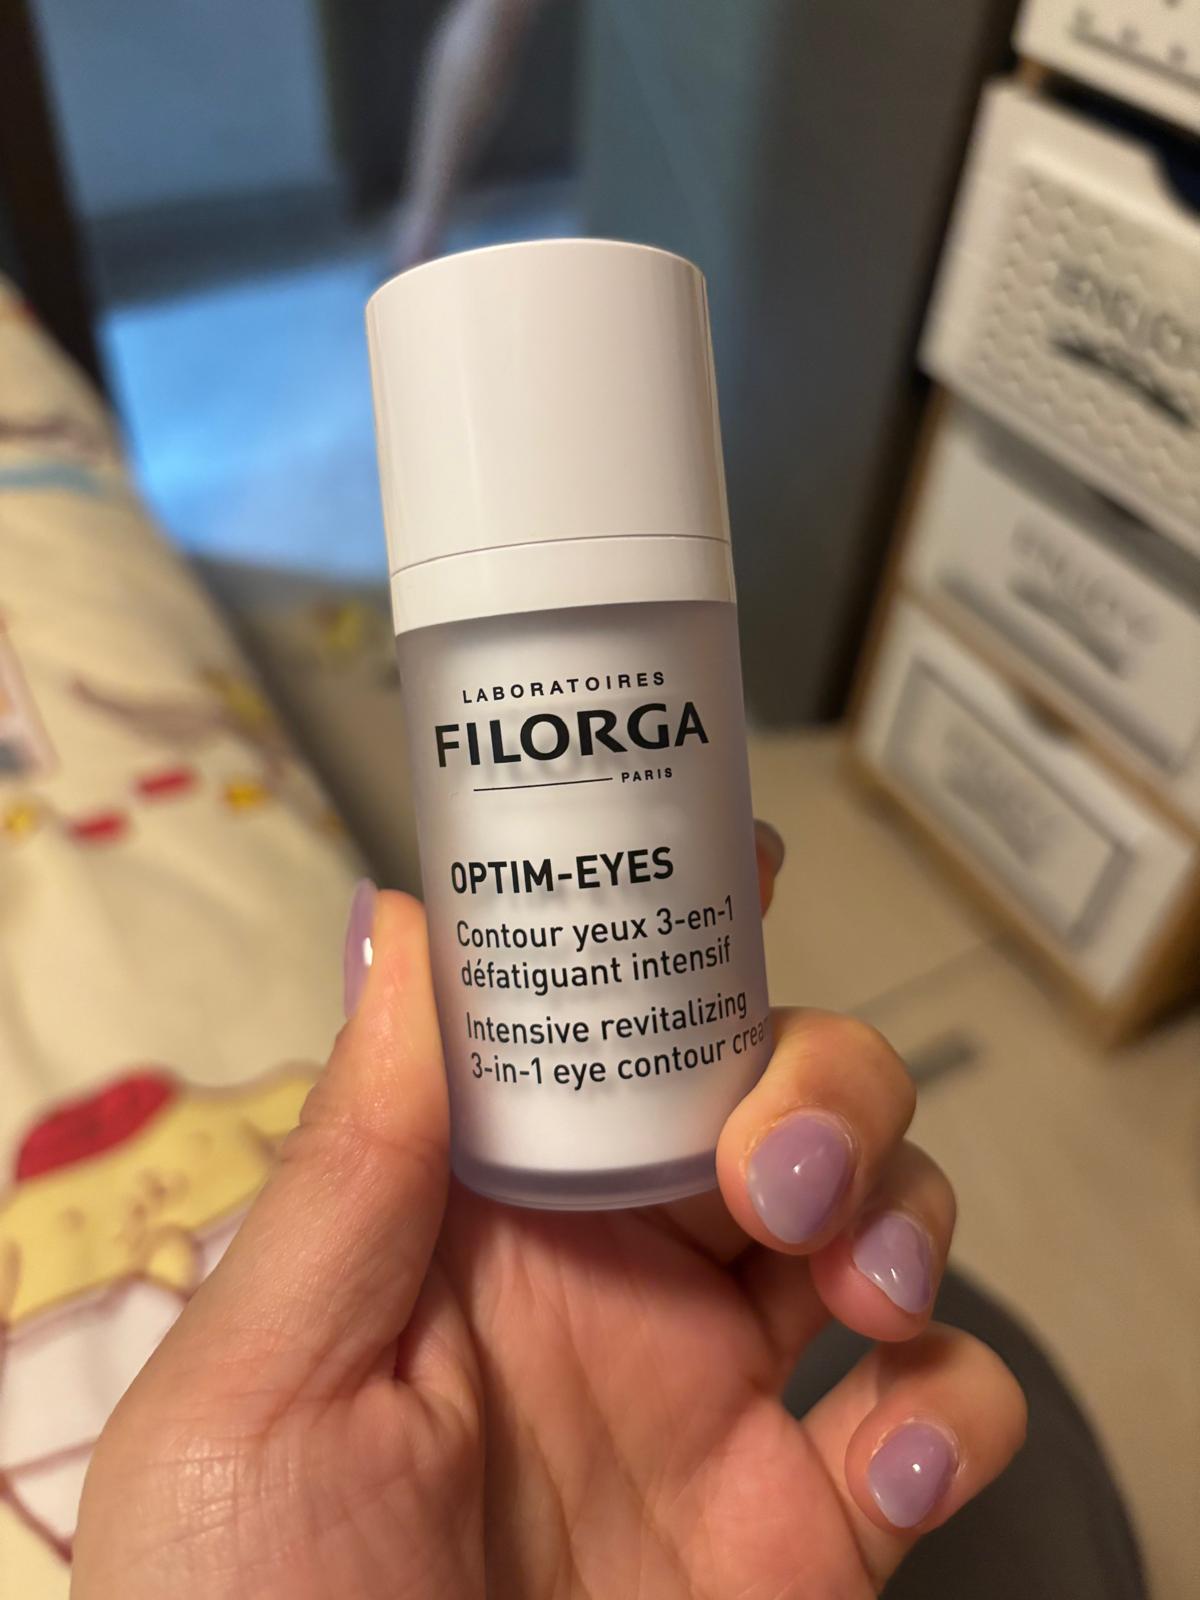 LABORATOIRES
FILORGA
PARIS
OPTIM-EYES
Contour yeux 3-en-1
défatiguant intensif
Intensive revitalizing
3-in-1 eye contour crea